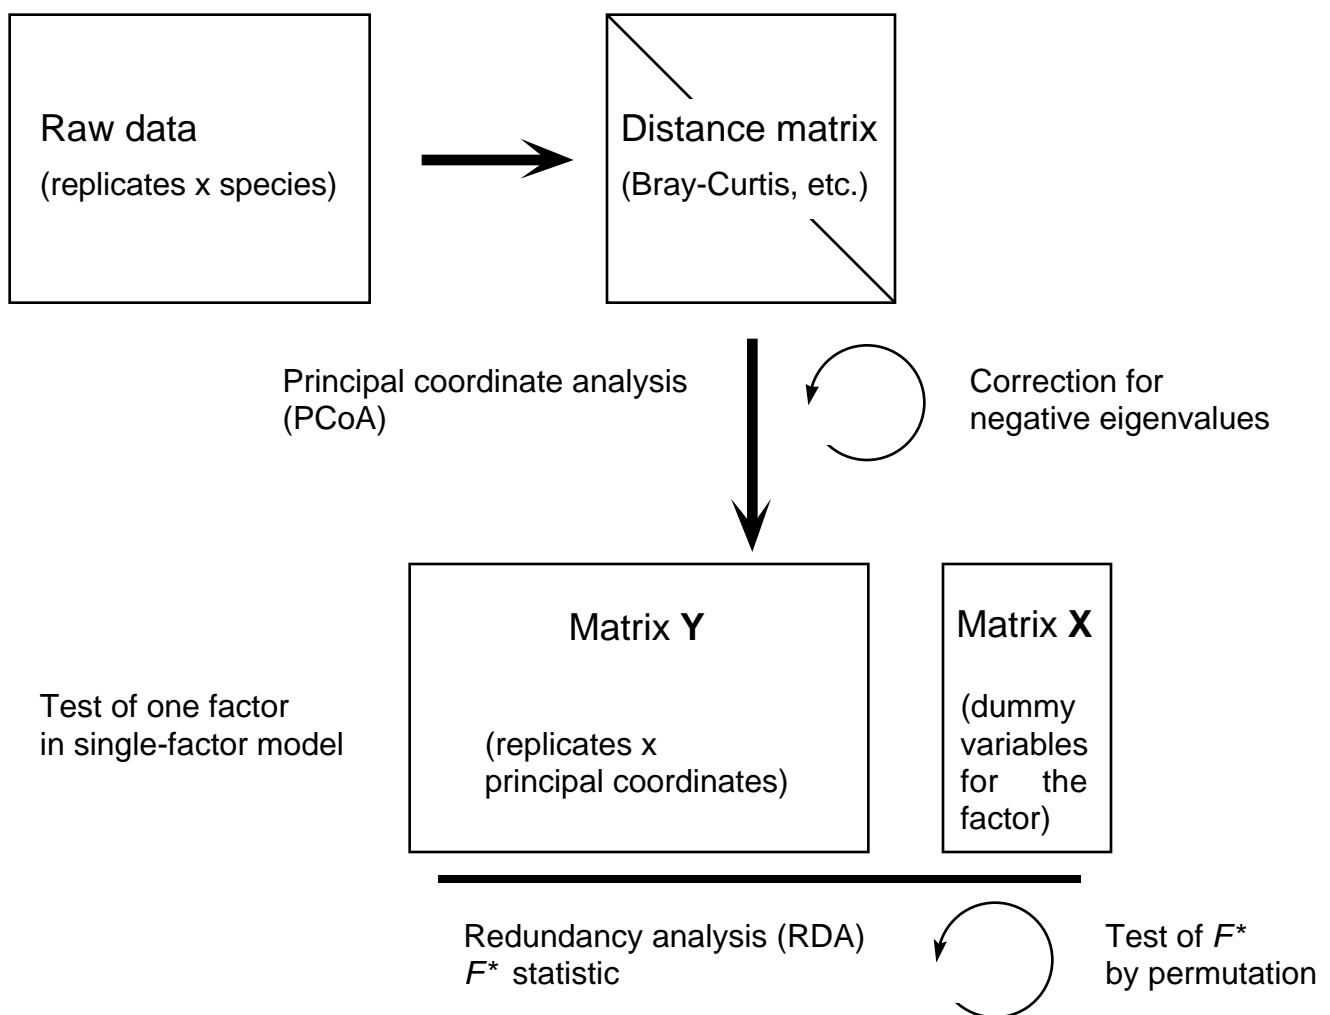 Raw data
(replicates x species)
Distance matrix
(Bray-Curtis, etc.)
Principal coordinate analysis
(PCoA)
Correction for
negative eigenvalues
Test of one factor
in single-factor model
Matrix Y
(replicates x
principal coordinates)
Matrix X
(dummy
variables
for the
factor)
Redundancy analysis (RDA)
F* statistic
Test of F*
by permutation